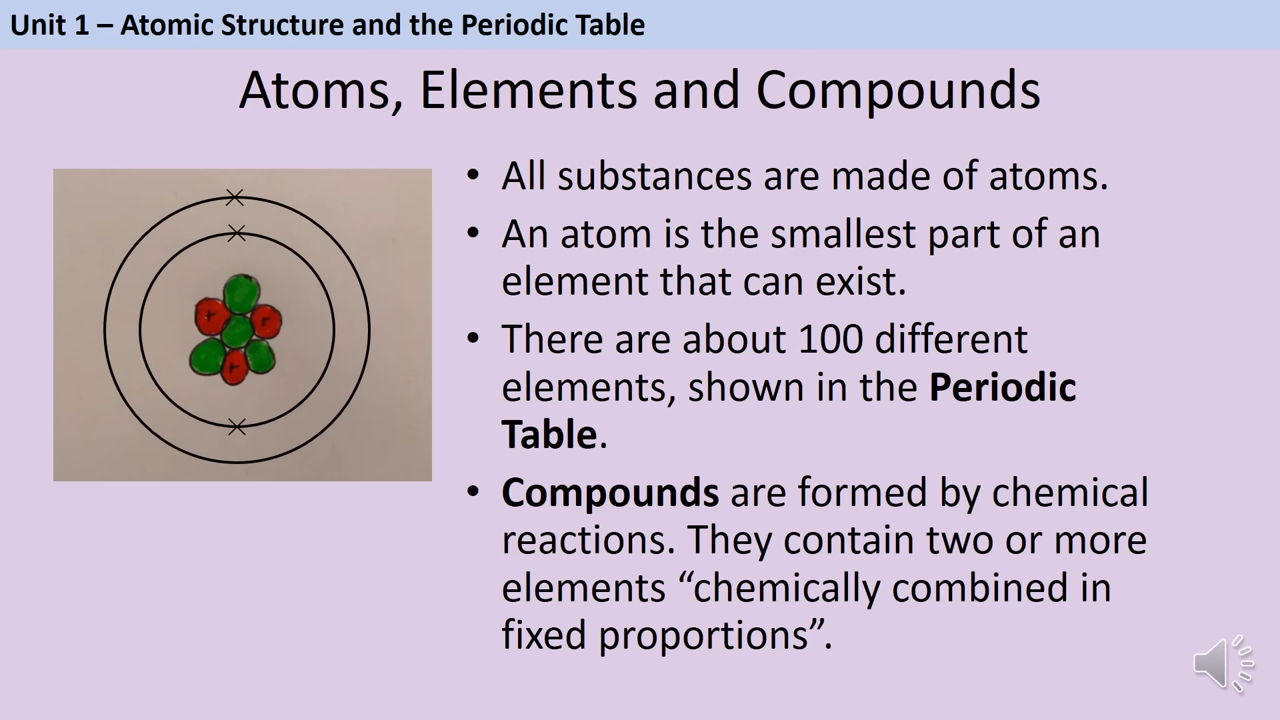 Unit 1 – Atomic Structure and the Periodic Table
Atoms, Elements and Compounds
• All substances are made of atoms.
• An atom is the smallest part of an
element that can exist.
• There are about 100 different
elements, shown in the Periodic
Table.
• Compounds are formed by chemical
reactions. They contain two or more
elements “chemically combined in
fixed proportions”.